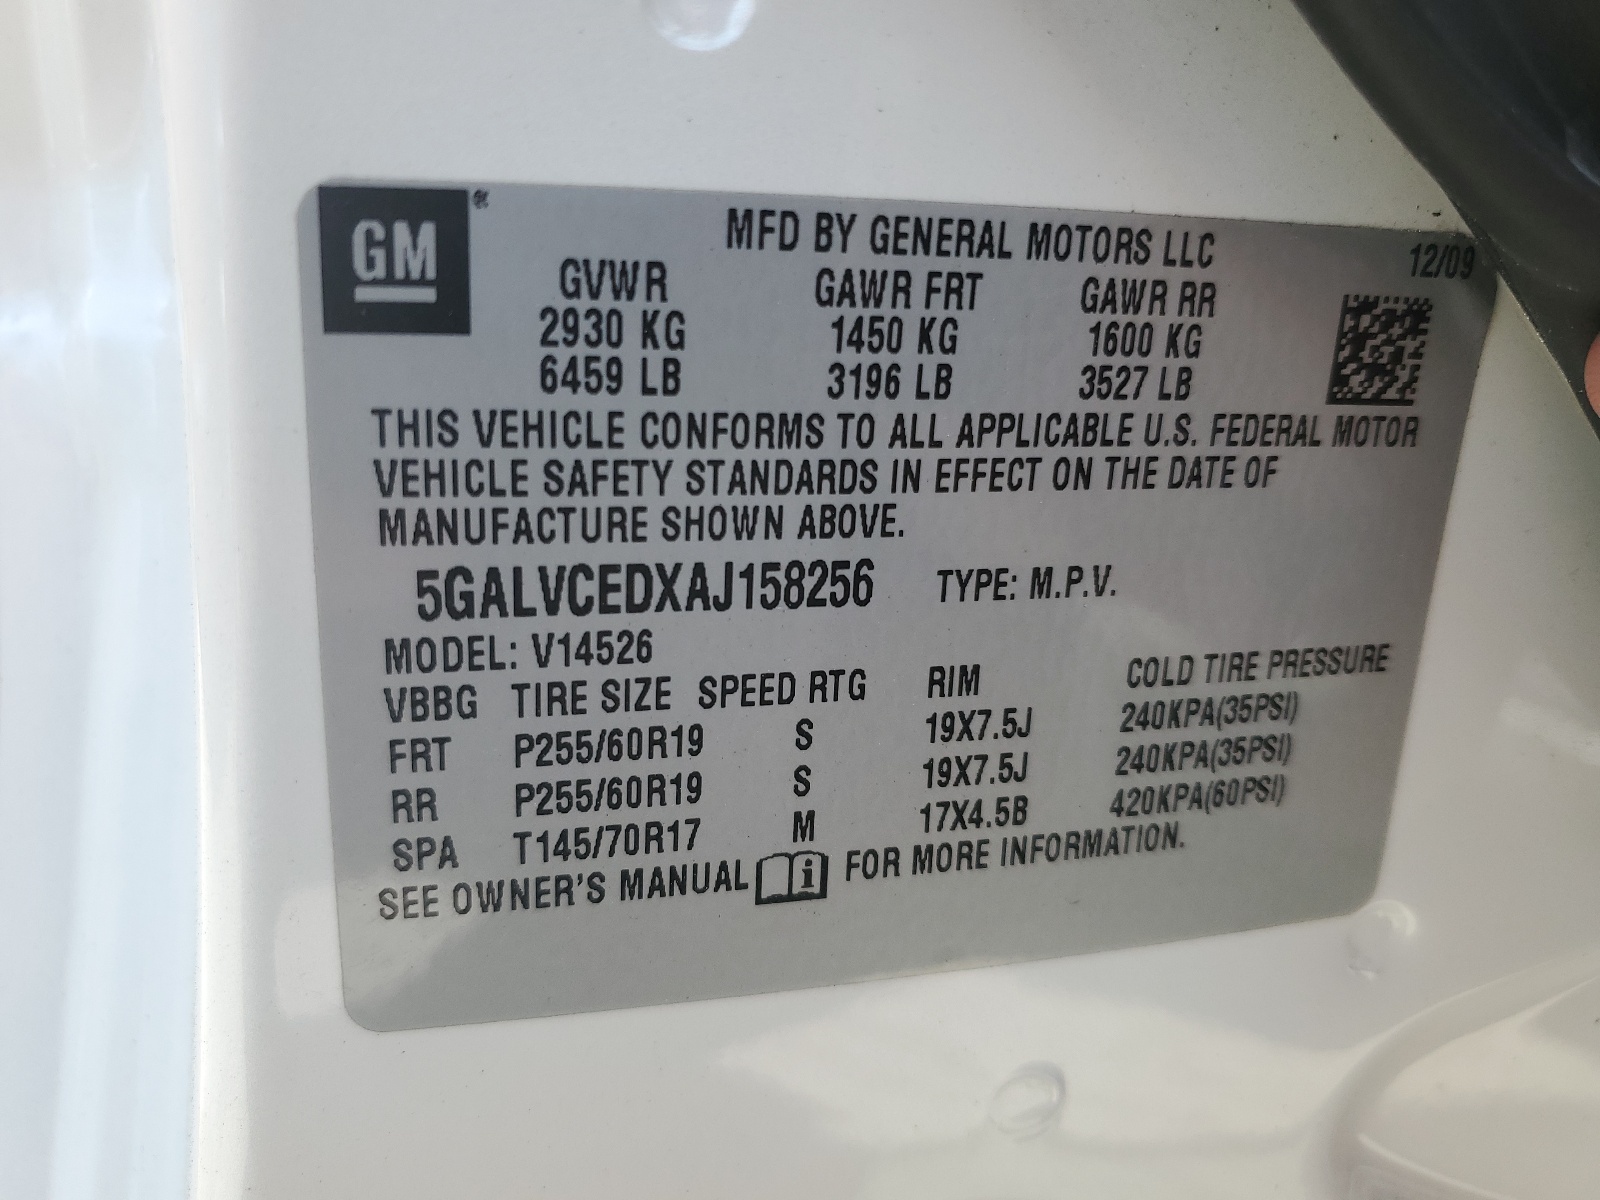 GM
MFD BY GENERAL MOTORS LLC
12/09
GVWR GAWR FRT GAWR RR
2930 KG 1450 KG 1600 KG
6459 LB 3196 LB 3527 LB
THIS VEHICLE CONFORMS TO ALL APPLICABLE U.S. FEDERAL MOTOR
VEHICLE SAFETY STANDARDS IN EFFECT ON THE DATE OF
MANUFACTURE SHOWN ABOVE.
5GALVCEDXAJ158256 TYPE: M.P.V.
MODEL: V14526
VBBG TIRE SIZE SPEED RTG RIM COLD TIRE PRESSURE
FRT P255/60R19 S 19X7.5J 240KPA(35PSI)
RR P255/60R19 S 19X7.5J 240KPA(35PSI)
SPA T145/70R17 M 17X4.5B 420KPA(60PSI)
SEE OWNER'S MANUAL i FOR MORE INFORMATION.